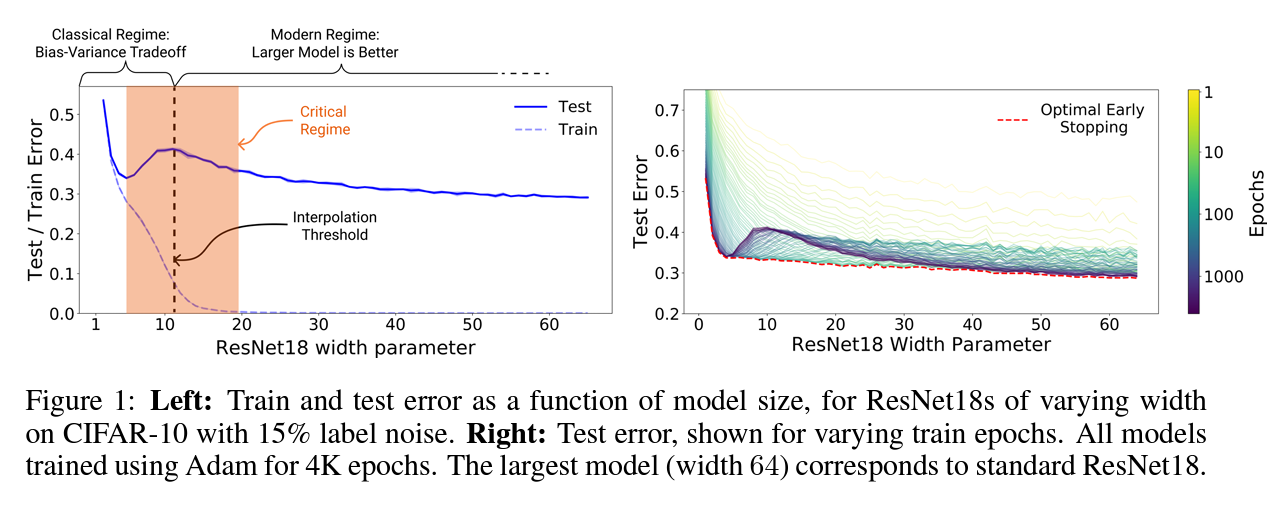 Classical Regime:
Bias-Variance Tradeoff
Modern Regime:
Larger Model is Better
Critical
Regime
Test
Train
Interpolation
Threshold
Test / Train Error
0.5
0.4
0.3
0.2
0.1
0.0
1 10 20 30 40 50 60
ResNet18 width parameter
Optimal Early
Stopping
Test Error
0.7
0.6
0.5
0.4
0.3
0.2
0 10 20 30 40 50 60
ResNet18 Width Parameter
1
10
100
1000
Epochs
Figure 1: Left: Train and test error as a function of model size, for ResNet18s of varying width
on CIFAR-10 with 15% label noise. Right: Test error, shown for varying train epochs. All models
trained using Adam for 4K epochs. The largest model (width 64) corresponds to standard ResNet18.